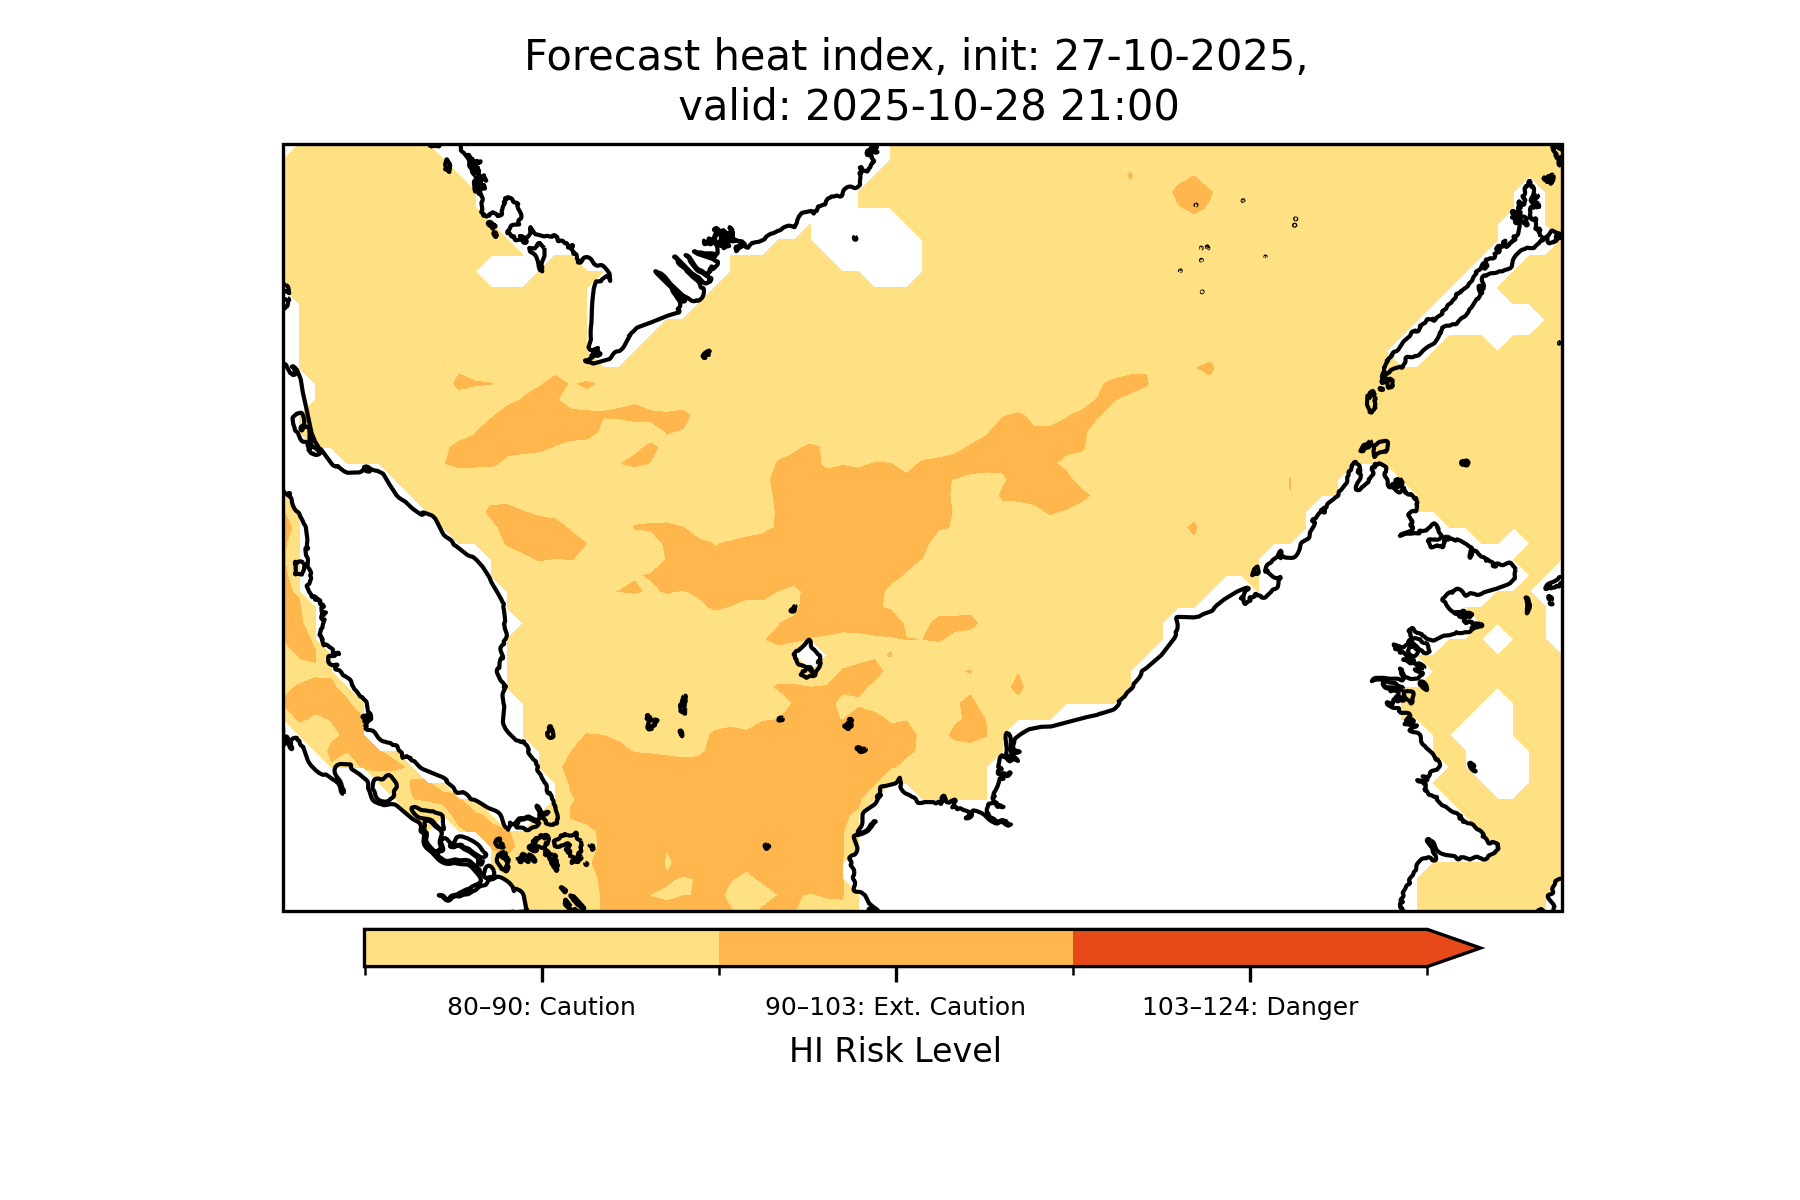 Forecast heat index, init: 27-10-2025,
valid: 2025-10-28 21:00
80–90: Caution
90–103: Ext. Caution
103–124: Danger
HI Risk Level